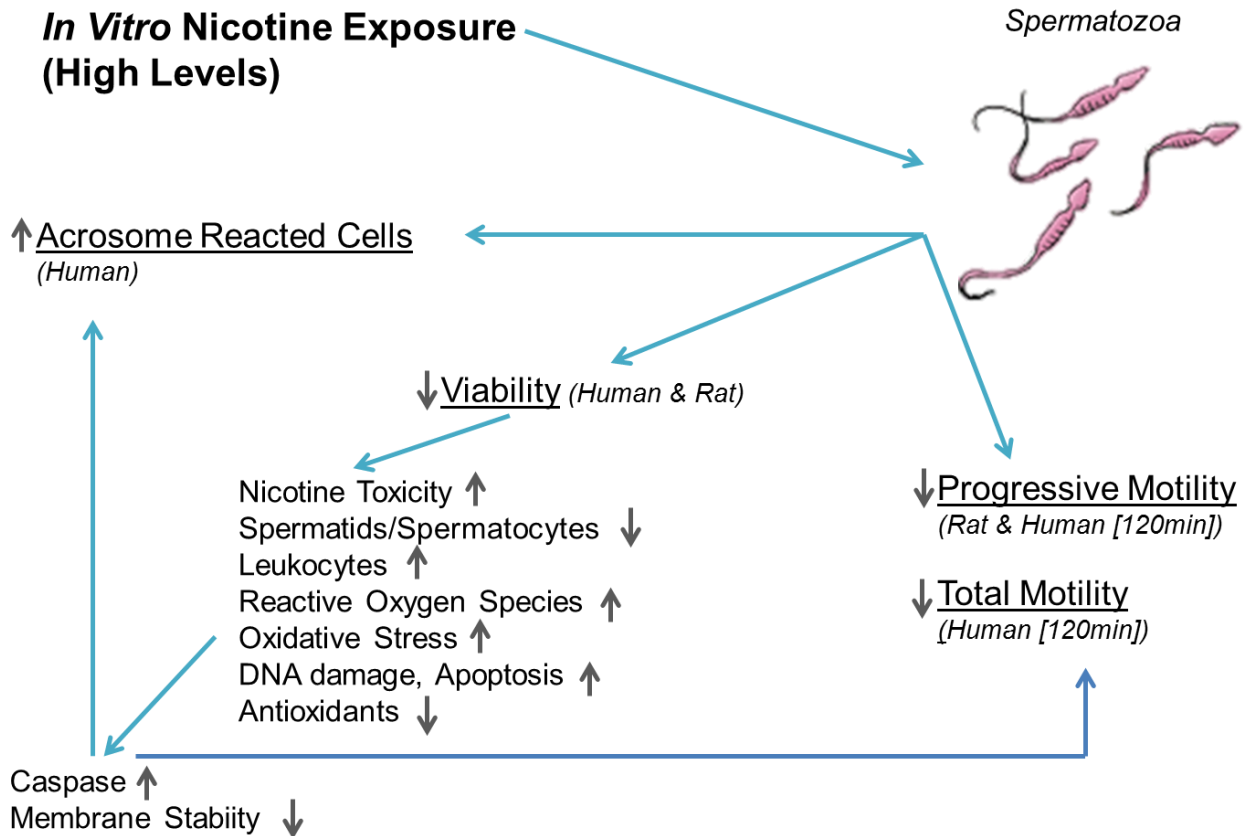 In Vitro Nicotine Exposure
(High Levels)
Spermatozoa
↑Acrosome Reacted Cells
(Human)
↓Viability (Human & Rat)
Nicotine Toxicity ↑
Spermatids/Spermatocytes ↓
Leukocytes ↑
Reactive Oxygen Species ↑
Oxidative Stress ↑
DNA damage, Apoptosis ↑
Antioxidants ↓
↓Progressive Motility
(Rat & Human [120min])
↓Total Motility
(Human [120min])
Caspase ↑
Membrane Stabiity ↓